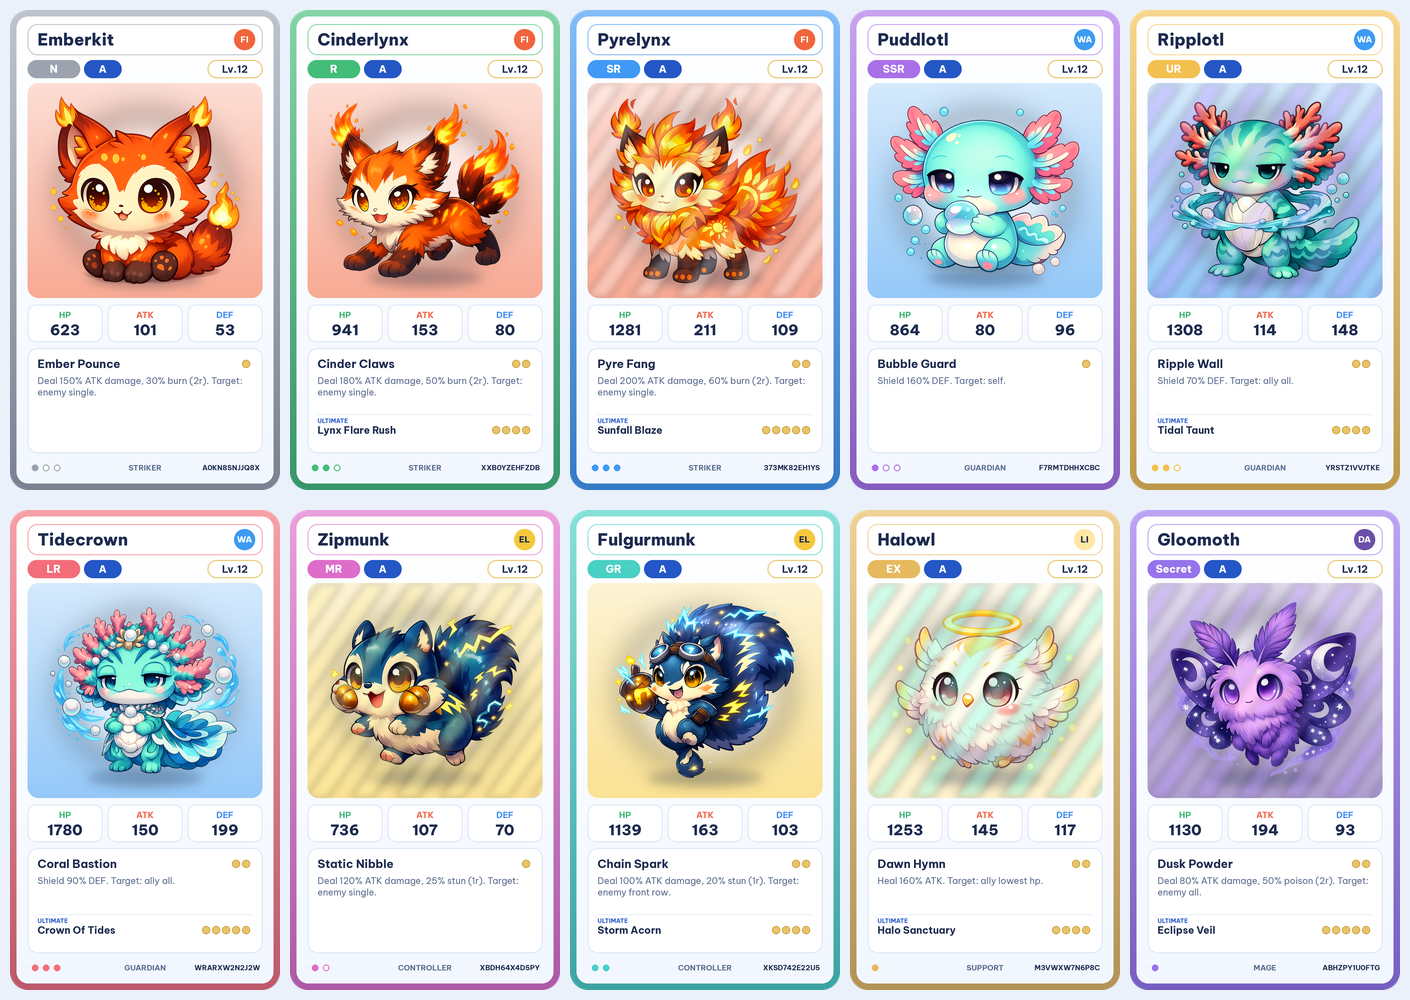 Emberkit
FI
N
A
Lv.12
HP
623
ATK
101
DEF
53
Ember Pounce
Deal 150% ATK damage, 30% burn (2r). Target:
enemy single.
STRIKER
A0KN8SNJJQ8X
Cinderlynx
FI
R
A
Lv.12
HP
941
ATK
153
DEF
80
Cinder Claws
Deal 180% ATK damage, 50% burn (2r). Target:
enemy single.
ULTIMATE
Lynx Flare Rush
STRIKER
XXB0YZEHFZDB
Pyrelynx
FI
SR
A
Lv.12
HP
1281
ATK
211
DEF
109
Pyre Fang
Deal 200% ATK damage, 60% burn (2r). Target:
enemy single.
ULTIMATE
Sunfall Blaze
STRIKER
373MK82EH1YS
Puddlotl
WA
SSR
A
Lv.12
HP
864
ATK
80
DEF
96
Bubble Guard
Shield 160% DEF. Target: self.
GUARDIAN
F7RMTDHHXCBC
Ripplotl
WA
UR
A
Lv.12
HP
1308
ATK
114
DEF
148
Ripple Wall
Shield 70% DEF. Target: ally all.
ULTIMATE
Tidal Taunt
GUARDIAN
YRSTZ1VVJTKE
Tidecrown
WA
LR
A
Lv.12
HP
1780
ATK
150
DEF
199
Coral Bastion
Shield 90% DEF. Target: ally all.
ULTIMATE
Crown Of Tides
GUARDIAN
WRARXW2N2J2W
Zipmunk
EL
MR
A
Lv.12
HP
736
ATK
107
DEF
70
Static Nibble
Deal 120% ATK damage, 25% stun (1r). Target:
enemy single.
CONTROLLER
XBDH64X4D5PY
Fulgurmunk
EL
GR
A
Lv.12
HP
1139
ATK
163
DEF
103
Chain Spark
Deal 100% ATK damage, 20% stun (1r). Target:
enemy front row.
ULTIMATE
Storm Acorn
CONTROLLER
XKSD742E22U5
Halowl
LI
EX
A
Lv.12
HP
1253
ATK
145
DEF
117
Dawn Hymn
Heal 160% ATK. Target: ally lowest hp.
ULTIMATE
Halo Sanctuary
SUPPORT
M3VWXW7N6P8C
Gloomoth
DA
Secret
A
Lv.12
HP
1130
ATK
194
DEF
93
Dusk Powder
Deal 80% ATK damage, 50% poison (2r). Target:
enemy all.
ULTIMATE
Eclipse Veil
MAGE
ABHZPY1U0FTG